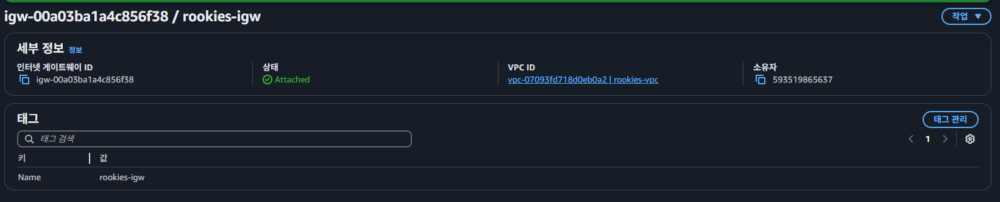 igw-00a03ba1a4c856f38 / rookies-igw
작업
세부 정보 정보
인터넷 게이트웨이 ID
igw-00a03ba1a4c856f38
상태
Attached
VPC ID
vpc-07093fd718d0eb0a2 | rookies-vpc
소유자
593519865637
태그
태그 관리
태그 검색
1
키 값
Name rookies-igw